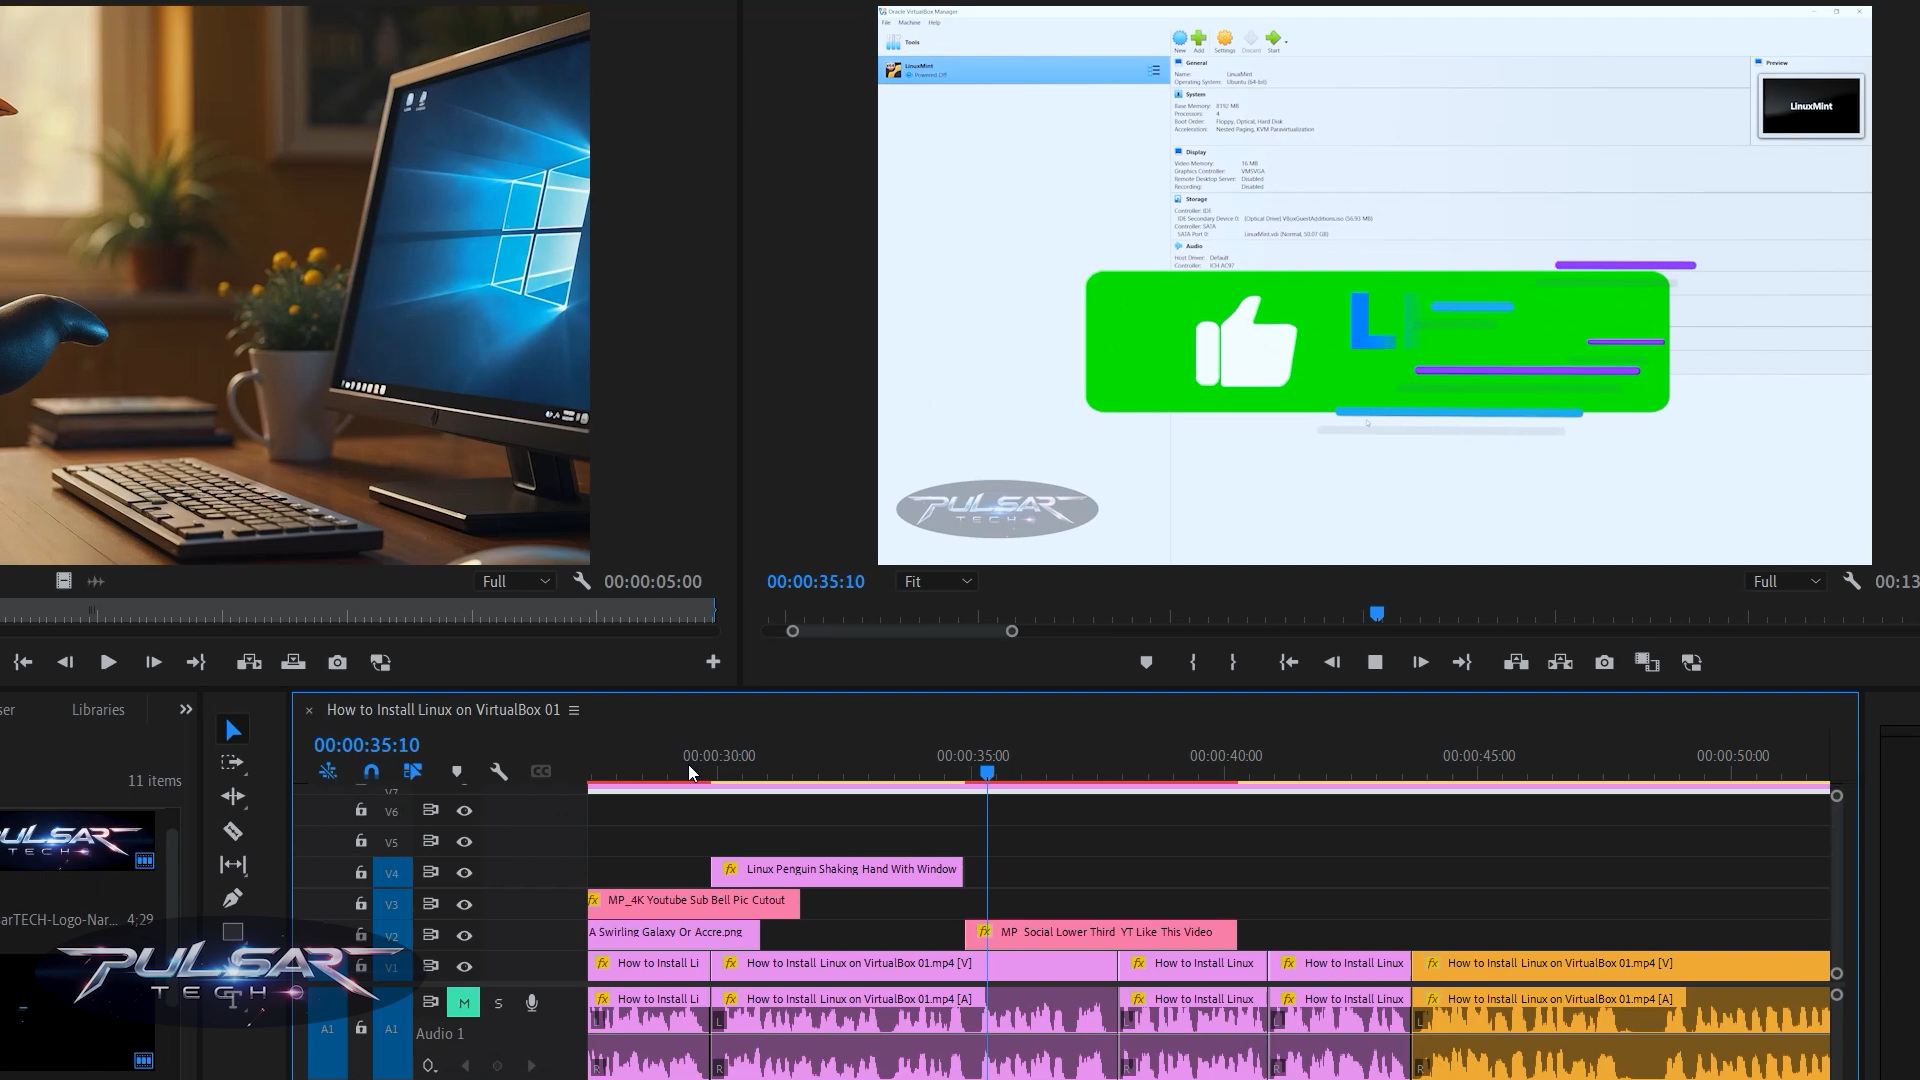 Oracle VirtualBox Manager
File Machine Help
Tools
New Add Settings Discard Start
LinuxMint
Powered Off
General
Name: LinuxMint
Operating System: Ubuntu (64-bit)
Preview
LinuxMint
System
Base Memory: 8192 MB
Processors: 4
Boot Order: Floppy, Optical, Hard Disk
Acceleration: Nested Paging, KVM Paravirtualization
Display
Video Memory: 16 MB
Graphics Controller: VMSVGA
Remote Desktop Server: Disabled
Recording: Disabled
Storage
Controller: IDE
IDE Secondary Device 0: [Optical Drive] VBoxGuestAdditions.iso (56.93 MB)
Controller: SATA
SATA Port 0: LinuxMint.vdi (Normal, 50.07 GB)
Audio
Host Driver: Default
Controller: ICH AC97
L
PULSAR
TECH
Full 00:00:05:00
00:00:35:10 Fit Full 00:13
ser Libraries
× How to Install Linux on VirtualBox 01
00:00:35:10
00:00:30:00 00:00:35:00 00:00:40:00 00:00:45:00 00:00:50:00
11 items
V7
V6
V5
V4 fx Linux Penguin Shaking Hand With Window
V3 fx MP_4K Youtube Sub Bell Pic Cutout
V2 A Swirling Galaxy Or Accre.png fx MP Social Lower Third YT Like This Video
V1 fx How to Install Li fx How to Install Linux on VirtualBox 01.mp4 [V] fx How to Install Linux fx How to Install Linux fx How to Install Linux on VirtualBox 01.mp4 [V]
M S fx How to Install Li fx How to Install Linux on VirtualBox 01.mp4 [A] fx How to Install Linux fx How to Install Linux fx How to Install Linux on VirtualBox 01.mp4 [A]
L L L L L
A1 A1 Audio 1
R R R R R
ULSAR
TECH
arTECH-Logo-Nar... 4;29
PULSAR
TECH